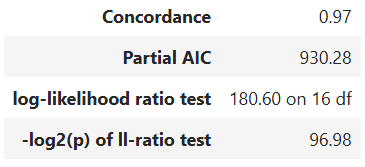 Concordance 0.97
Partial AIC 930.28
log-likelihood ratio test 180.60 on 16 df
-log2(p) of ll-ratio test 96.98